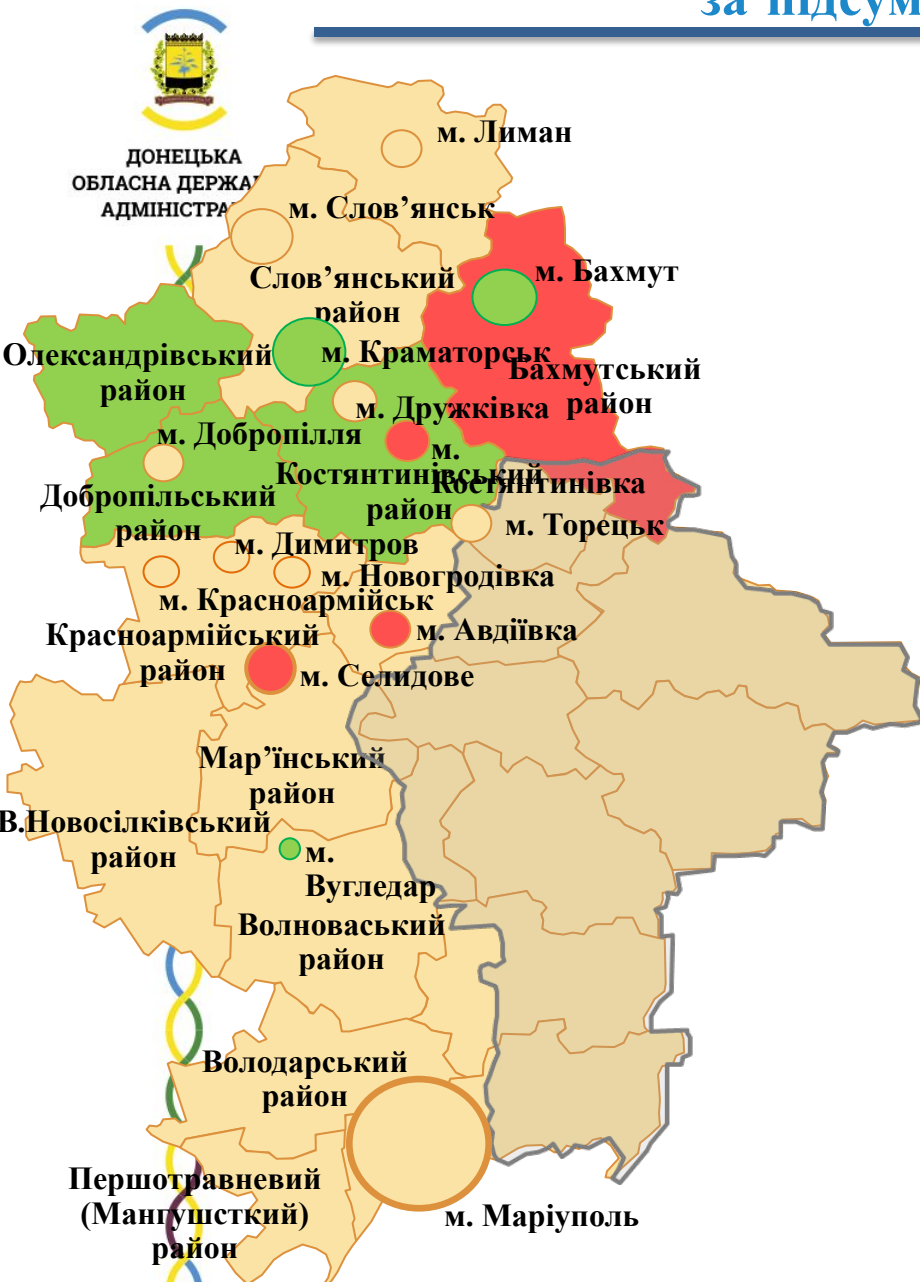 за підсум
ДОНЕЦЬКА
ОБЛАСНА ДЕРЖА
АДМІНІСТРА
м. Лиман
м. Слов’янськ
Слов’янський
район
м. Бахмут
Олександрівський
район
м. Краматорськ
Бахмутський
район
м. Дружківка
м. Добропілля
м.
Костянтинівка
Костянтинівський
район
Добропільський
район
м. Торецьк
м. Димитров
м. Новогродівка
м. Красноармійськ
Красноармійський
район
м. Авдіївка
м. Селидове
Мар’їнський
район
В.Новосілківський
район
м.
Вугледар
Волноваський
район
Володарський
район
Першотравневий
(Мангушсткий)
район
м. Маріуполь